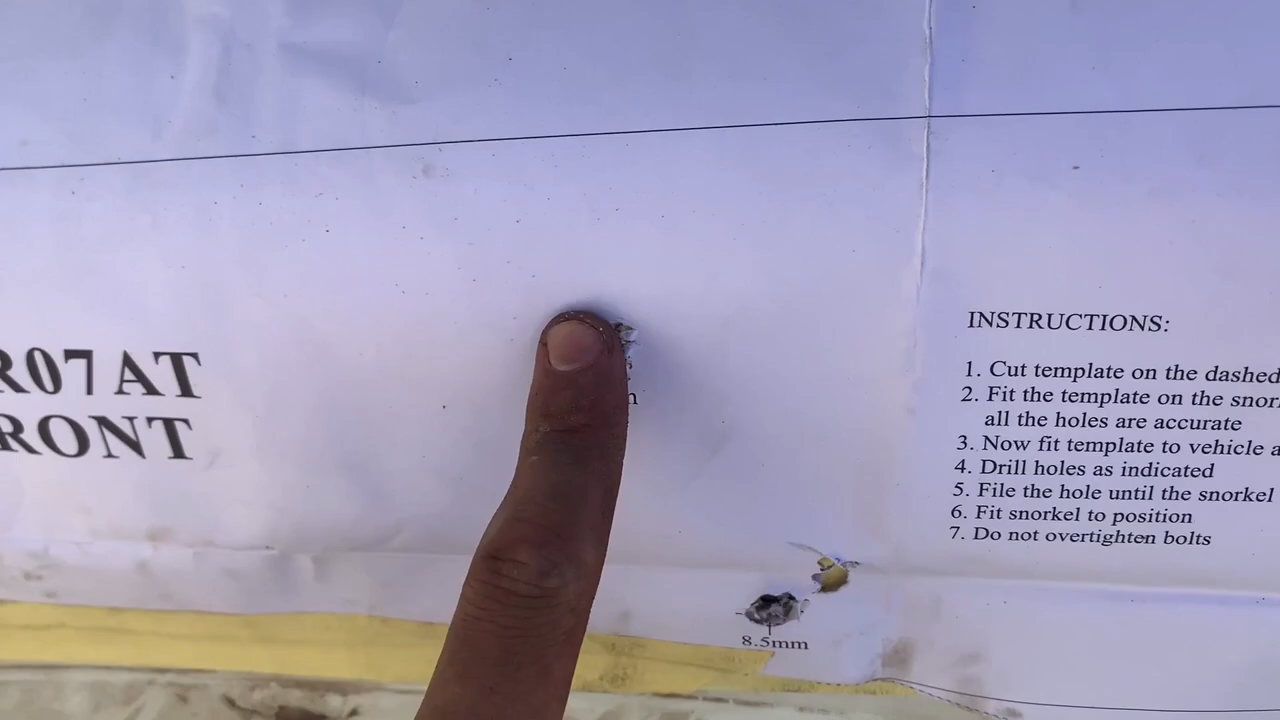 R07 AT
RONT
INSTRUCTIONS:
1. Cut template on the dashed
2. Fit the template on the snor
all the holes are accurate
3. Now fit template to vehicle a
4. Drill holes as indicated
5. File the hole until the snorkel
6. Fit snorkel to position
7. Do not overtighten bolts
8.5mm